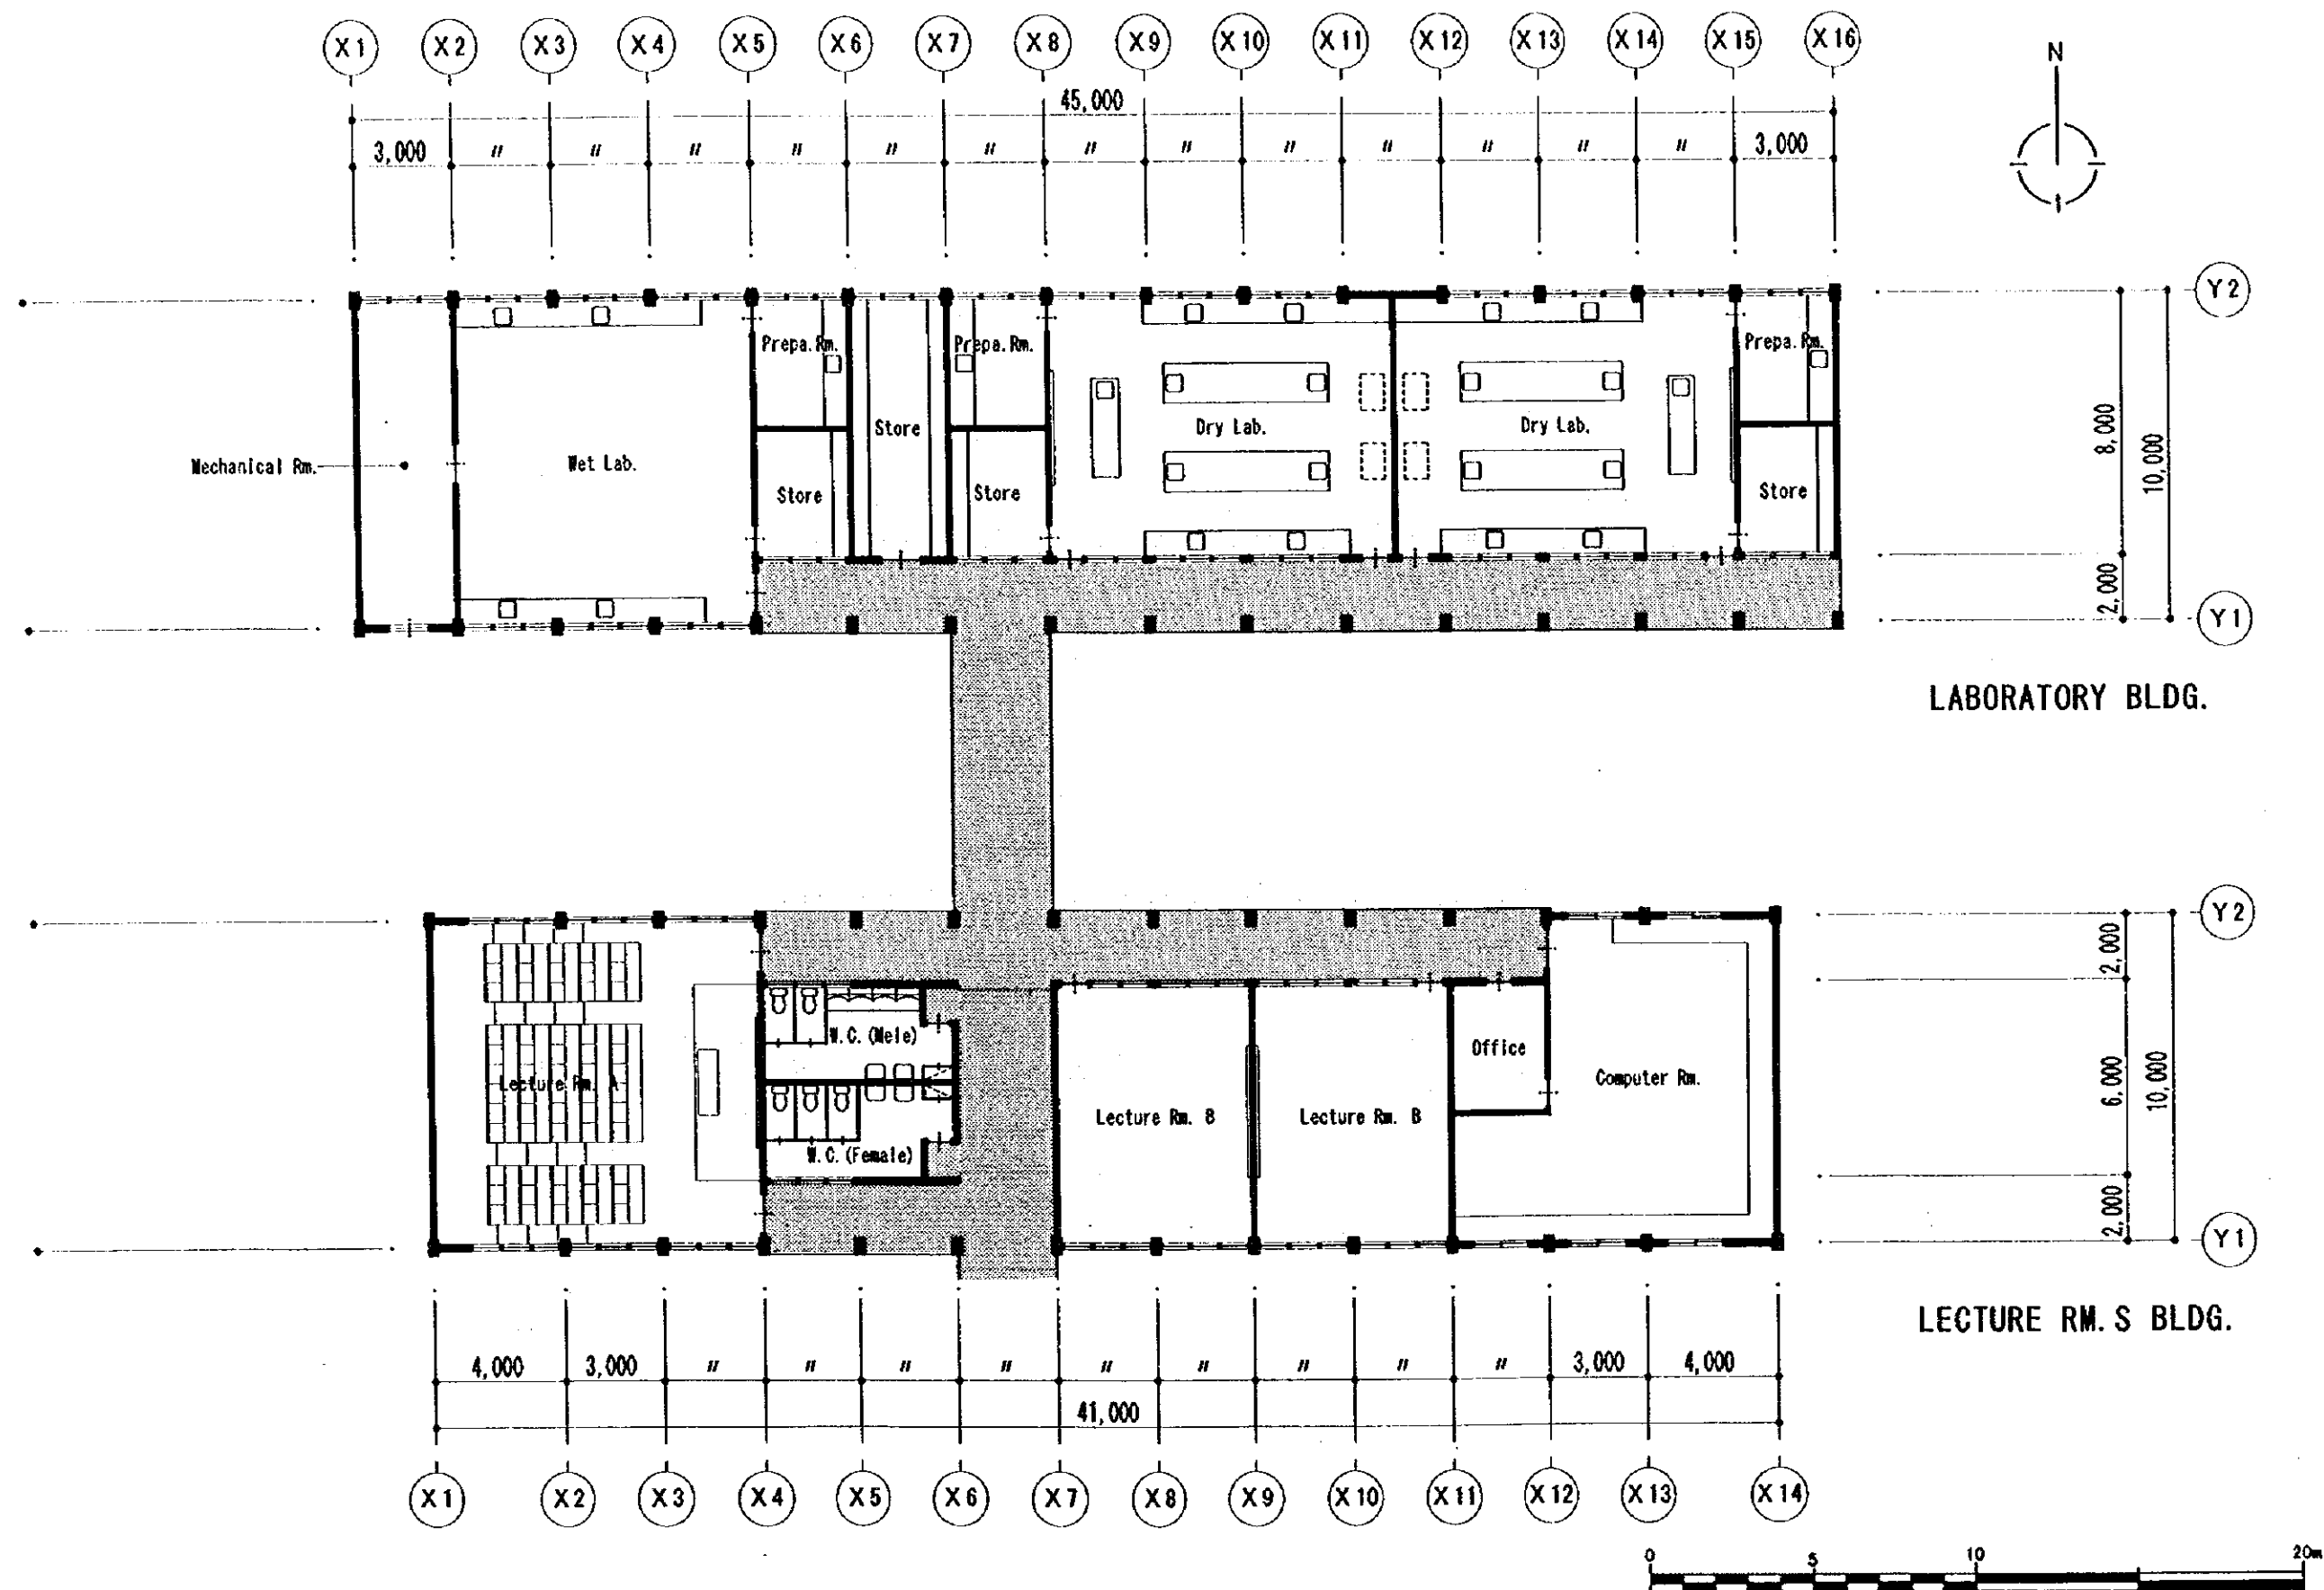 X1 X2 X3 X4 X5 X6 X7 X8 X9 X10 X11 X12 X13 X14 X15 X16
N
45,000
3,000 〃 〃 〃 〃 〃 〃 〃 〃 〃 〃 〃 〃 〃 3,000
Y2
Prepa.Rm. Prepa.Rm. Prepa.Rm.
Store Dry Lab. Dry Lab.
8,000
10,000
Mechanical Rm. Wet Lab.
Store Store Store
2,000
Y1
LABORATORY BLDG.
Y2
2,000
W.C.(Mele)
Office
Lecture Rm. A
Computer Rm.
6,000
10,000
Lecture Rm. B Lecture Rm. B
W.C.(Female)
2,000
Y1
LECTURE RM.S BLDG.
4,000 3,000 〃 〃 〃 〃 〃 〃 〃 〃 〃 3,000 4,000
41,000
X1 X2 X3 X4 X5 X6 X7 X8 X9 X10 X11 X12 X13 X14
0 5 10 20m